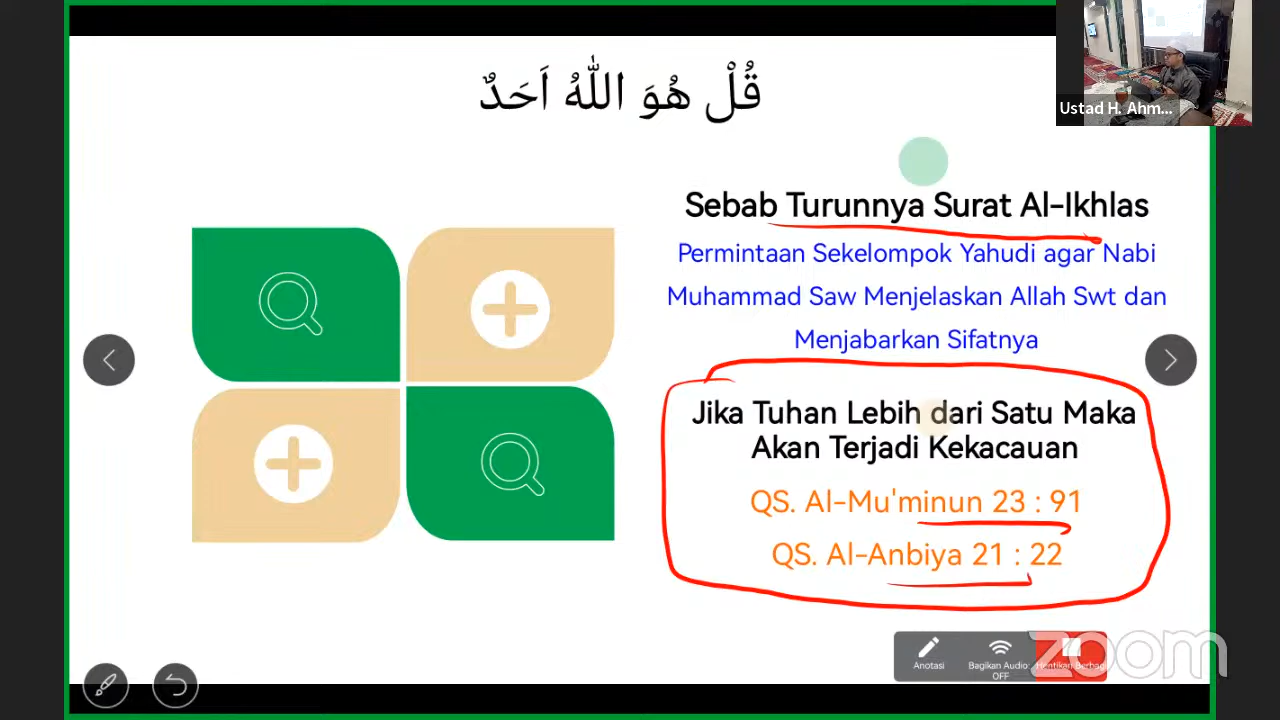 قُلْ هُوَ اللّٰهُ اَحَدٌ
Ustad H. Ahm...
Sebab Turunnya Surat Al-Ikhlas
Permintaan Sekelompok Yahudi agar Nabi
Muhammad Saw Menjelaskan Allah Swt dan
Menjabarkan Sifatnya
Jika Tuhan Lebih dari Satu Maka
Akan Terjadi Kekacauan
QS. Al-Mu'minun 23 : 91
QS. Al-Anbiya 21 : 22
Anotasi
Bagikan Audio:
OFF
Hentikan Berbag
zoom